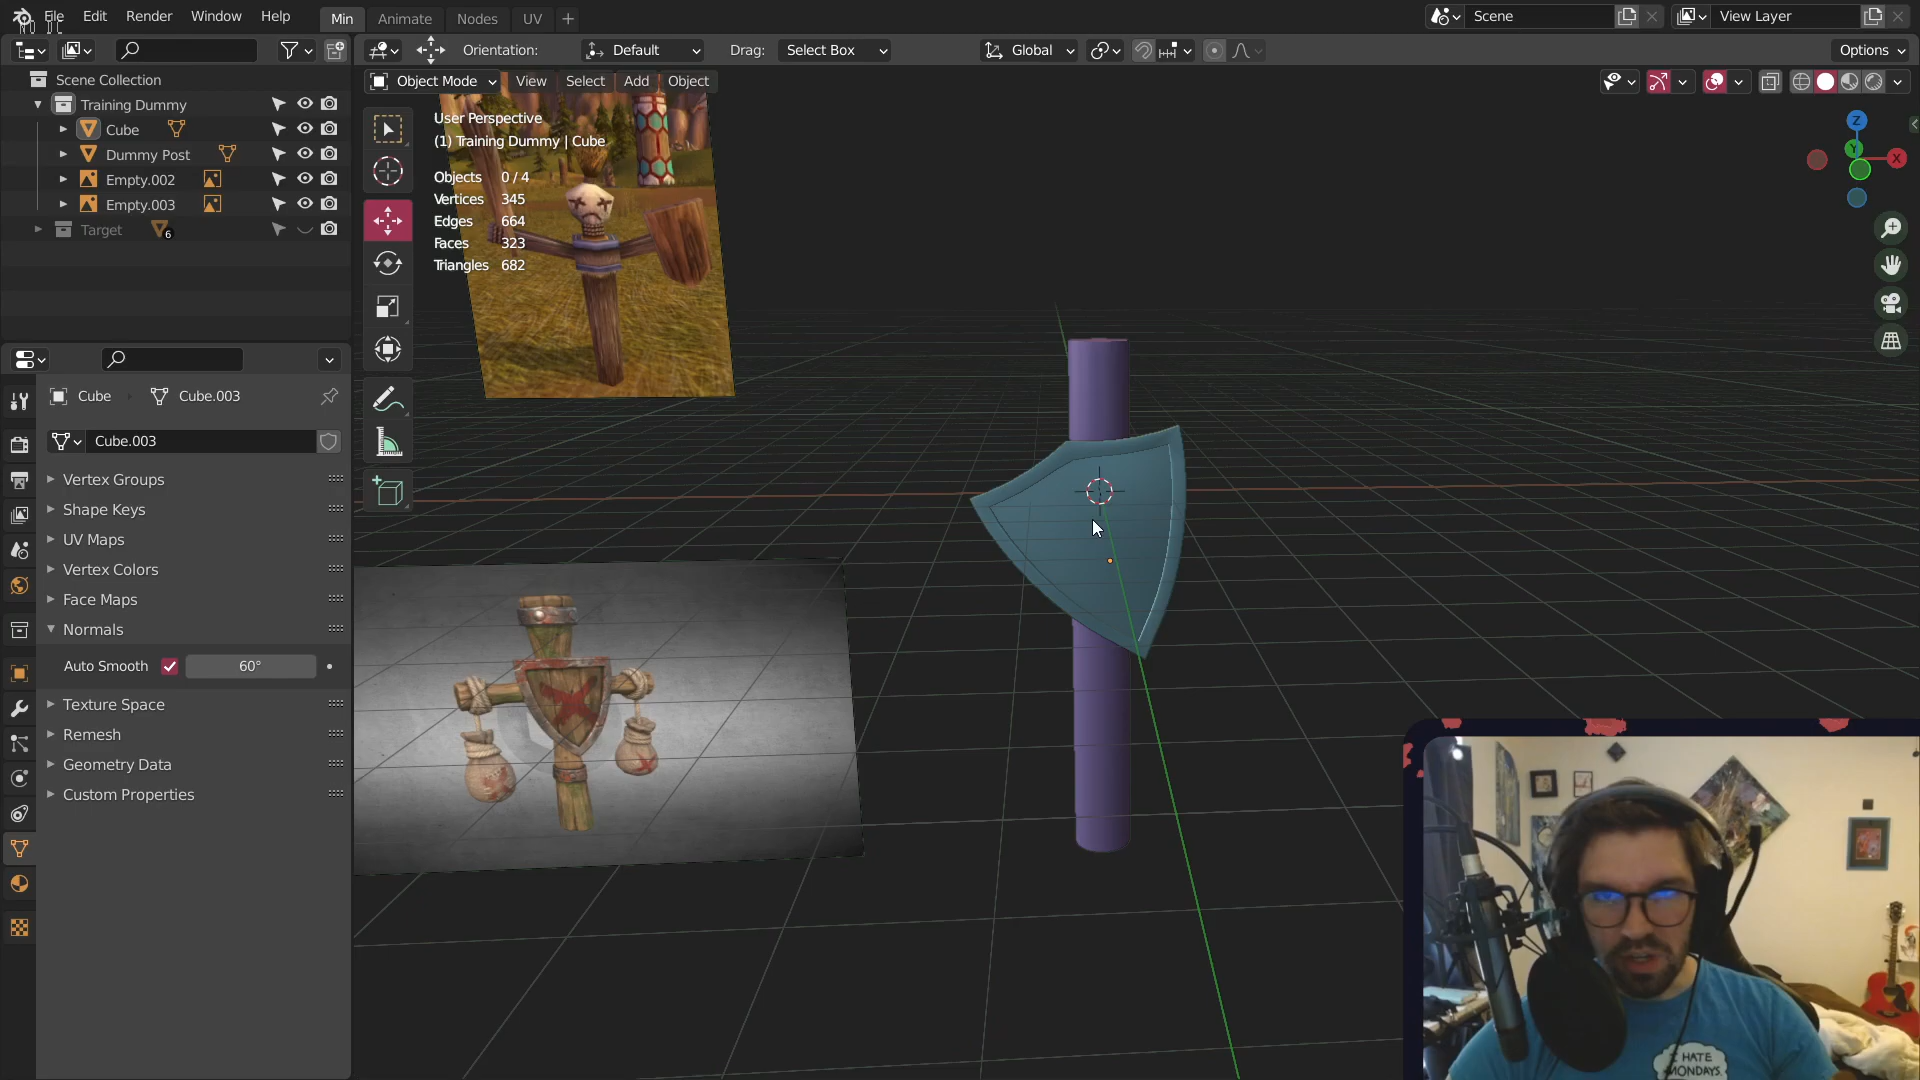 File Edit Render Window Help
Min Animate Nodes UV +
Scene
View Layer
Orientation: Default Drag: Select Box
Global
Options
Object Mode View Select Add Object
Scene Collection
Training Dummy
Cube
Dummy Post
Empty.002
Empty.003
Target 6
User Perspective
(1) Training Dummy | Cube
Objects 0 / 4
Vertices 345
Edges 664
Faces 323
Triangles 682
Z
Y
X
Cube Cube.003
Cube.003
Vertex Groups
Shape Keys
UV Maps
Vertex Colors
Face Maps
Normals
Auto Smooth 60°
Texture Space
Remesh
Geometry Data
Custom Properties
I HATE
MONDAYS